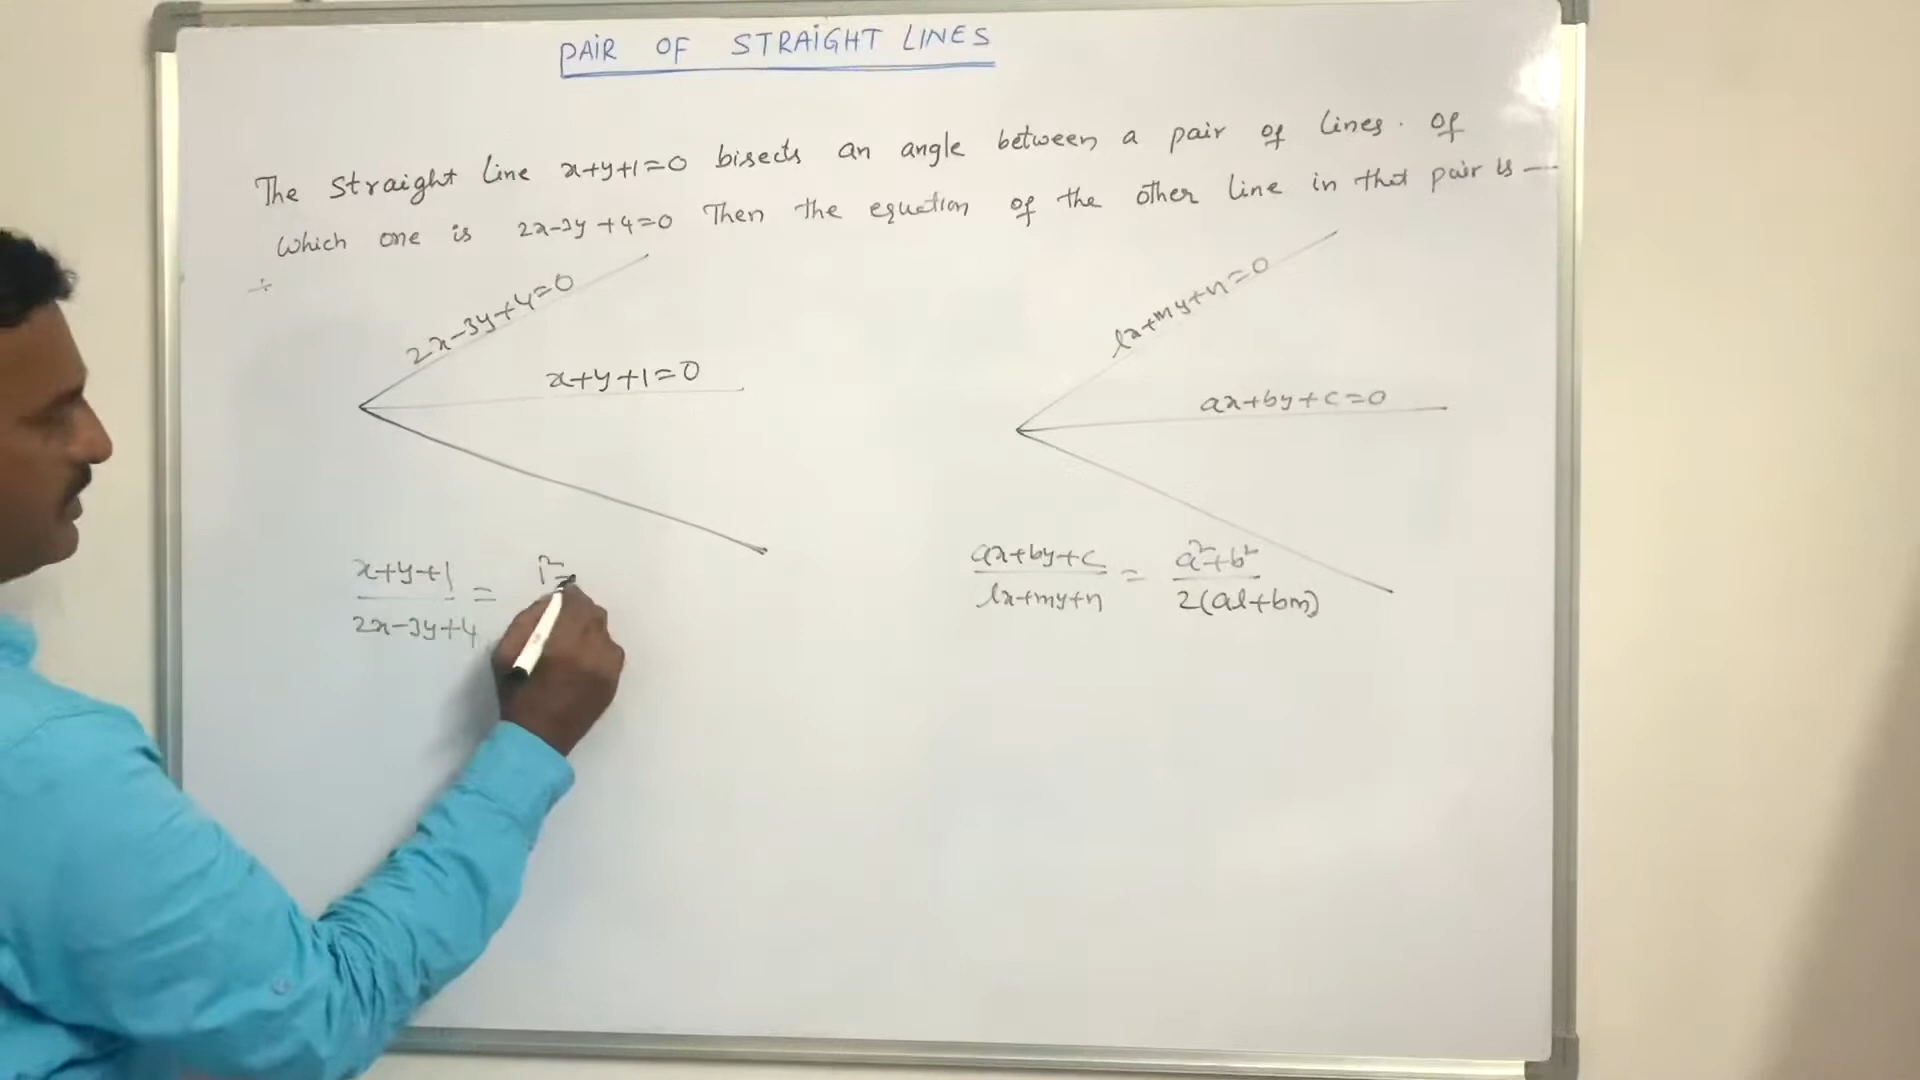 PAIR OF STRAIGHT LINES
The straight line x+y+1=0 bisects an angle between a pair of lines. Of
which one is 2x-3y+4=0 Then the equation of the other line in that pair is —
÷
2x-3y+4=0
x+y+1=0
lx+my+n=0
ax+by+c=0
x+y+1 / 2x-3y+4 = 1²
ax+by+c / lx+my+n = a²+b² / 2(al+bm)